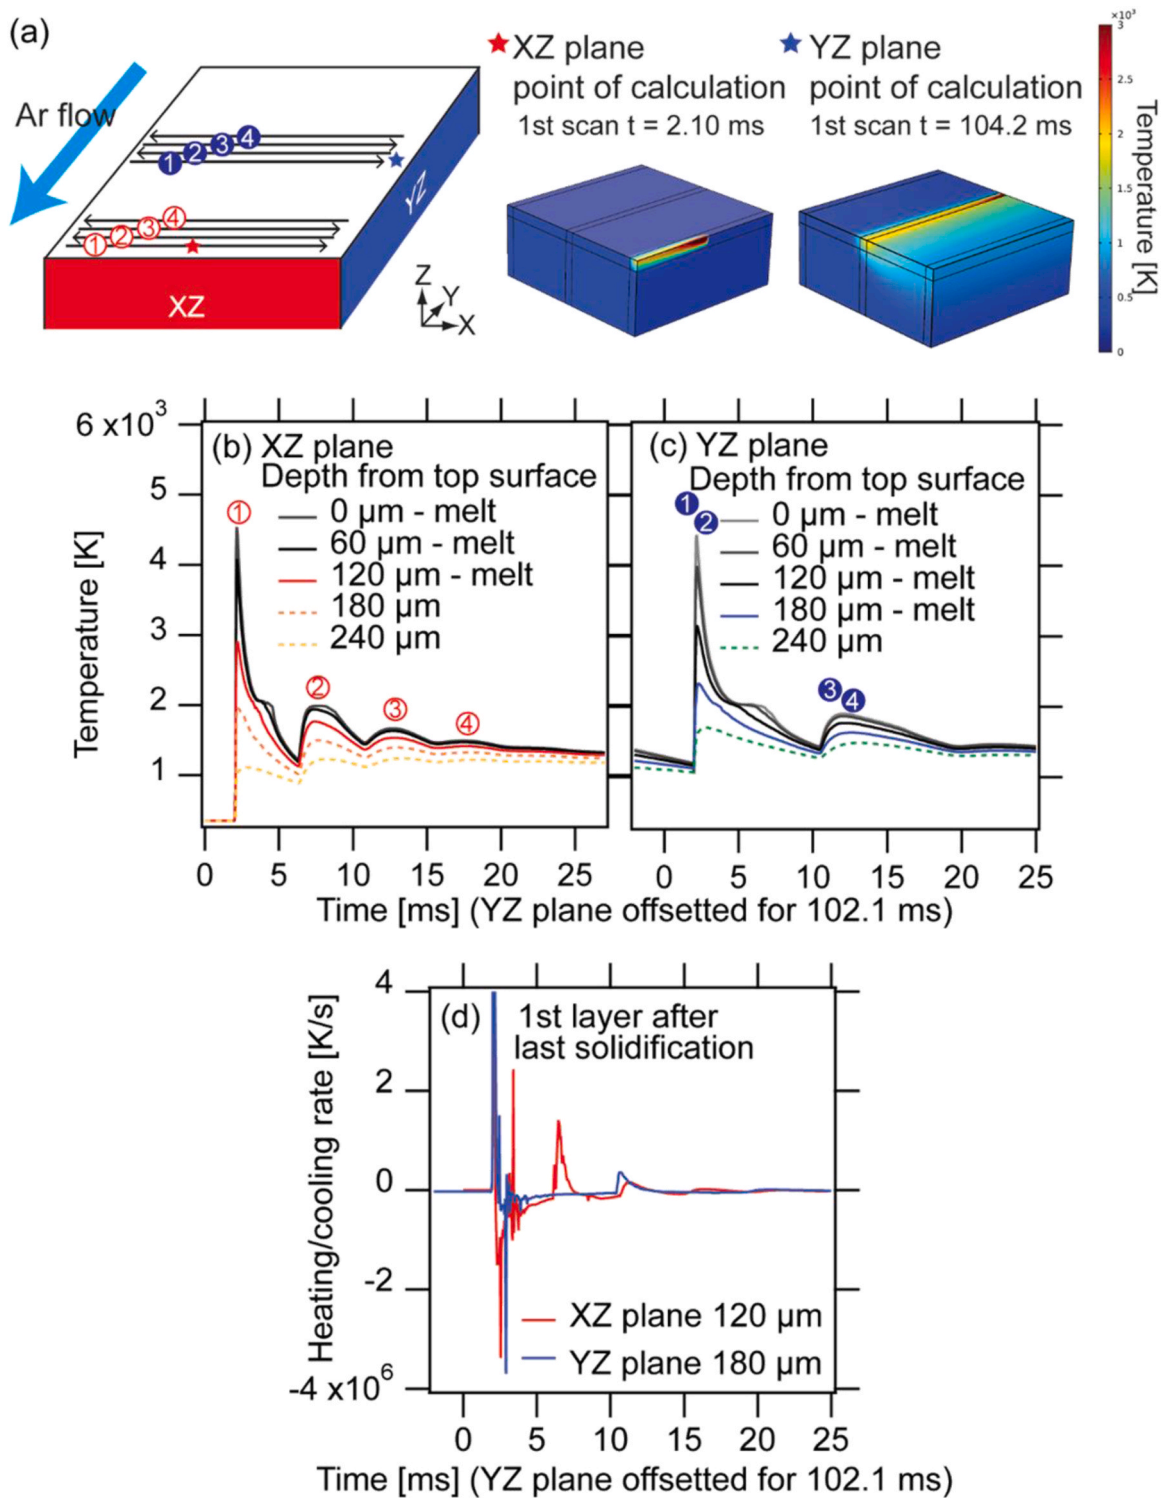 (a)
Ar flow
1 2 3 4
1 2 3 4
XZ
YZ
Z
Y
X
XZ plane
point of calculation
1st scan t = 2.10 ms
YZ plane
point of calculation
1st scan t = 104.2 ms
×10³
3
2.5
2
1.5
1
0.5
0
Temperature [K]
6 x10³
5
4
3
2
1
Temperature [K]
(b) XZ plane
Depth from top surface
0 µm - melt
60 µm - melt
120 µm - melt
180 µm
240 µm
① ② ③ ④
(c) YZ plane
Depth from top surface
0 µm - melt
60 µm - melt
120 µm - melt
180 µm - melt
240 µm
1 2
3 4
0 5 10 15 20 25
0 5 10 15 20 25
Time [ms] (YZ plane offsetted for 102.1 ms)
4
2
0
-2
-4 x10⁶
Heating/cooling rate [K/s]
(d) 1st layer after
last solidification
XZ plane 120 µm
YZ plane 180 µm
0 5 10 15 20 25
Time [ms] (YZ plane offsetted for 102.1 ms)